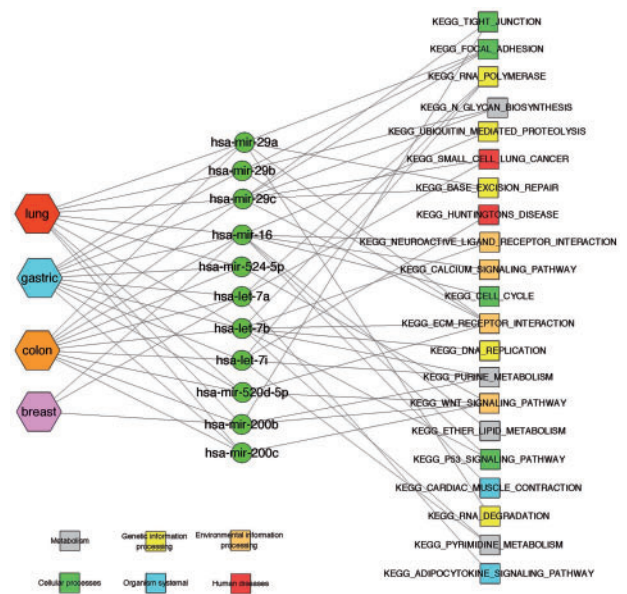 lung
gastric
colon
breast
hsa-mir-29a
hsa-mir-29b
hsa-mir-29c
hsa-mir-16
hsa-mir-524-5p
hsa-let-7a
hsa-let-7b
hsa-let-7i
hsa-mir-520d-5p
hsa-mir-200b
hsa-mir-200c
KEGG_TIGHT_JUNCTION
KEGG_FOCAL_ADHESION
KEGG_RNA_POLYMERASE
KEGG_N_GLYCAN_BIOSYNTHESIS
KEGG_UBIQUITIN_MEDIATED_PROTEOLYSIS
KEGG_SMALL_CELL_LUNG_CANCER
KEGG_BASE_EXCISION_REPAIR
KEGG_HUNTINGTONS_DISEASE
KEGG_NEUROACTIVE_LIGAND_RECEPTOR_INTERACTION
KEGG_CALCIUM_SIGNALING_PATHWAY
KEGG_CELL_CYCLE
KEGG_ECM_RECEPTOR_INTERACTION
KEGG_DNA_REPLICATION
KEGG_PURINE_METABOLISM
KEGG_WNT_SIGNALING_PATHWAY
KEGG_ETHER_LIPID_METABOLISM
KEGG_P53_SIGNALING_PATHWAY
KEGG_CARDIAC_MUSCLE_CONTRACTION
KEGG_RNA_DEGRADATION
KEGG_PYRIMIDINE_METABOLISM
KEGG_ADIPOCYTOKINE_SIGNALING_PATHWAY
Metabolism
Genetic information
processing
Environmental information
processing
Cellular processes
Organism systemal
Human diseases